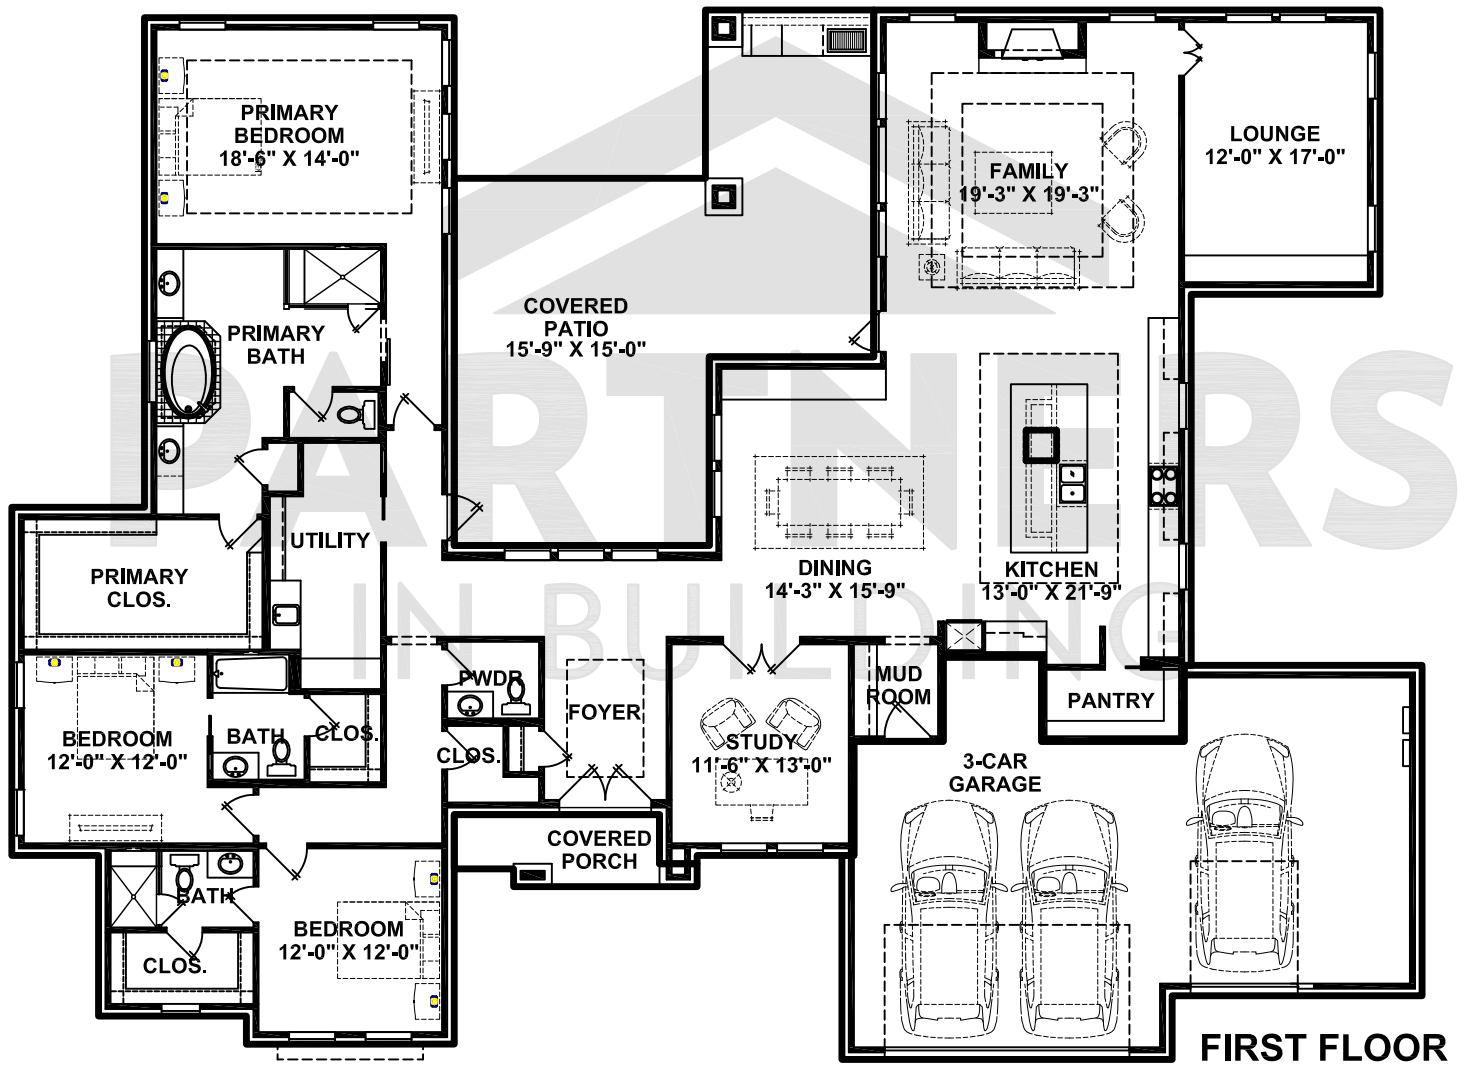 PRIMARY
BEDROOM
18'-6" X 14'-0"
LOUNGE
12'-0" X 17'-0"
FAMILY
19'-3" X 19'-3"
COVERED
PATIO
15'-9" X 15'-0"
PRIMARY
BATH
PARTNERS
IN BUILDING
UTILITY
DINING
14'-3" X 15'-9"
KITCHEN
13'-0" X 21'-9"
PRIMARY
CLOS.
PWDR
MUD
ROOM
PANTRY
FOYER
BEDROOM
12'-0" X 12'-0"
BATH
CLOS.
CLOS.
STUDY
11'-6" X 13'-0"
3-CAR
GARAGE
COVERED
PORCH
BATH
BEDROOM
12'-0" X 12'-0"
CLOS.
FIRST FLOOR